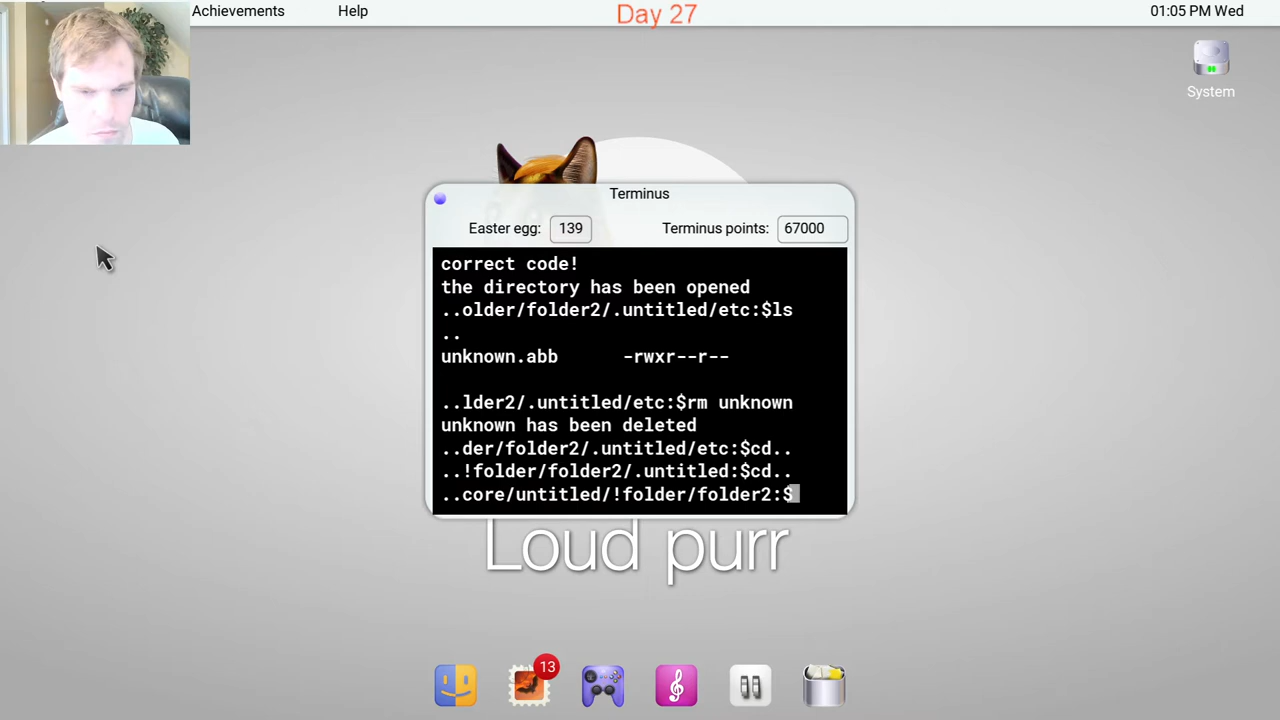 Achievements
Help
Day 27
01:05 PM Wed
System
Terminus
Easter egg: 139
Terminus points: 67000
correct code!
the directory has been opened
..older/folder2/.untitled/etc:$ls
..
unknown.abb -rwxr--r--
..lder2/.untitled/etc:$rm unknown
unknown has been deleted
..der/folder2/.untitled/etc:$cd..
..!folder/folder2/.untitled:$cd..
..core/untitled/!folder/folder2:$
Loud purr
13